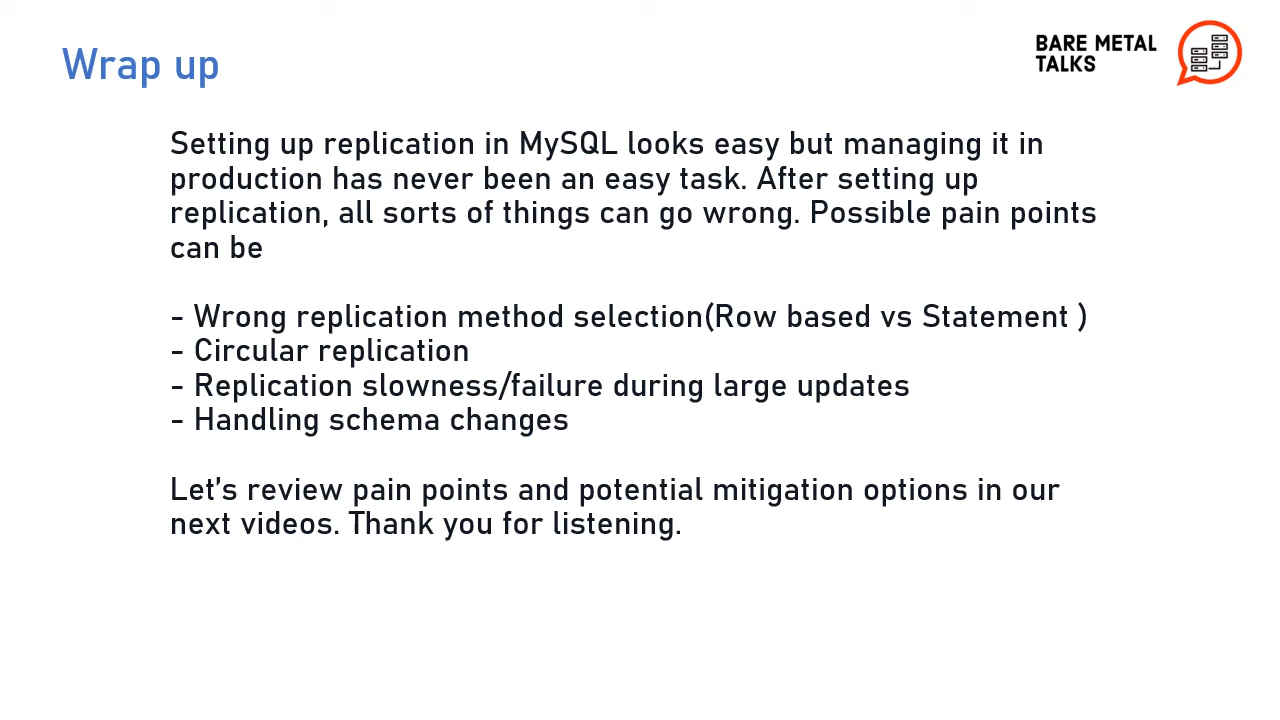 Wrap up
BARE METAL
TALKS
Setting up replication in MySQL looks easy but managing it in
production has never been an easy task. After setting up
replication, all sorts of things can go wrong. Possible pain points
can be
- Wrong replication method selection(Row based vs Statement )
- Circular replication
- Replication slowness/failure during large updates
- Handling schema changes
Let's review pain points and potential mitigation options in our
next videos. Thank you for listening.